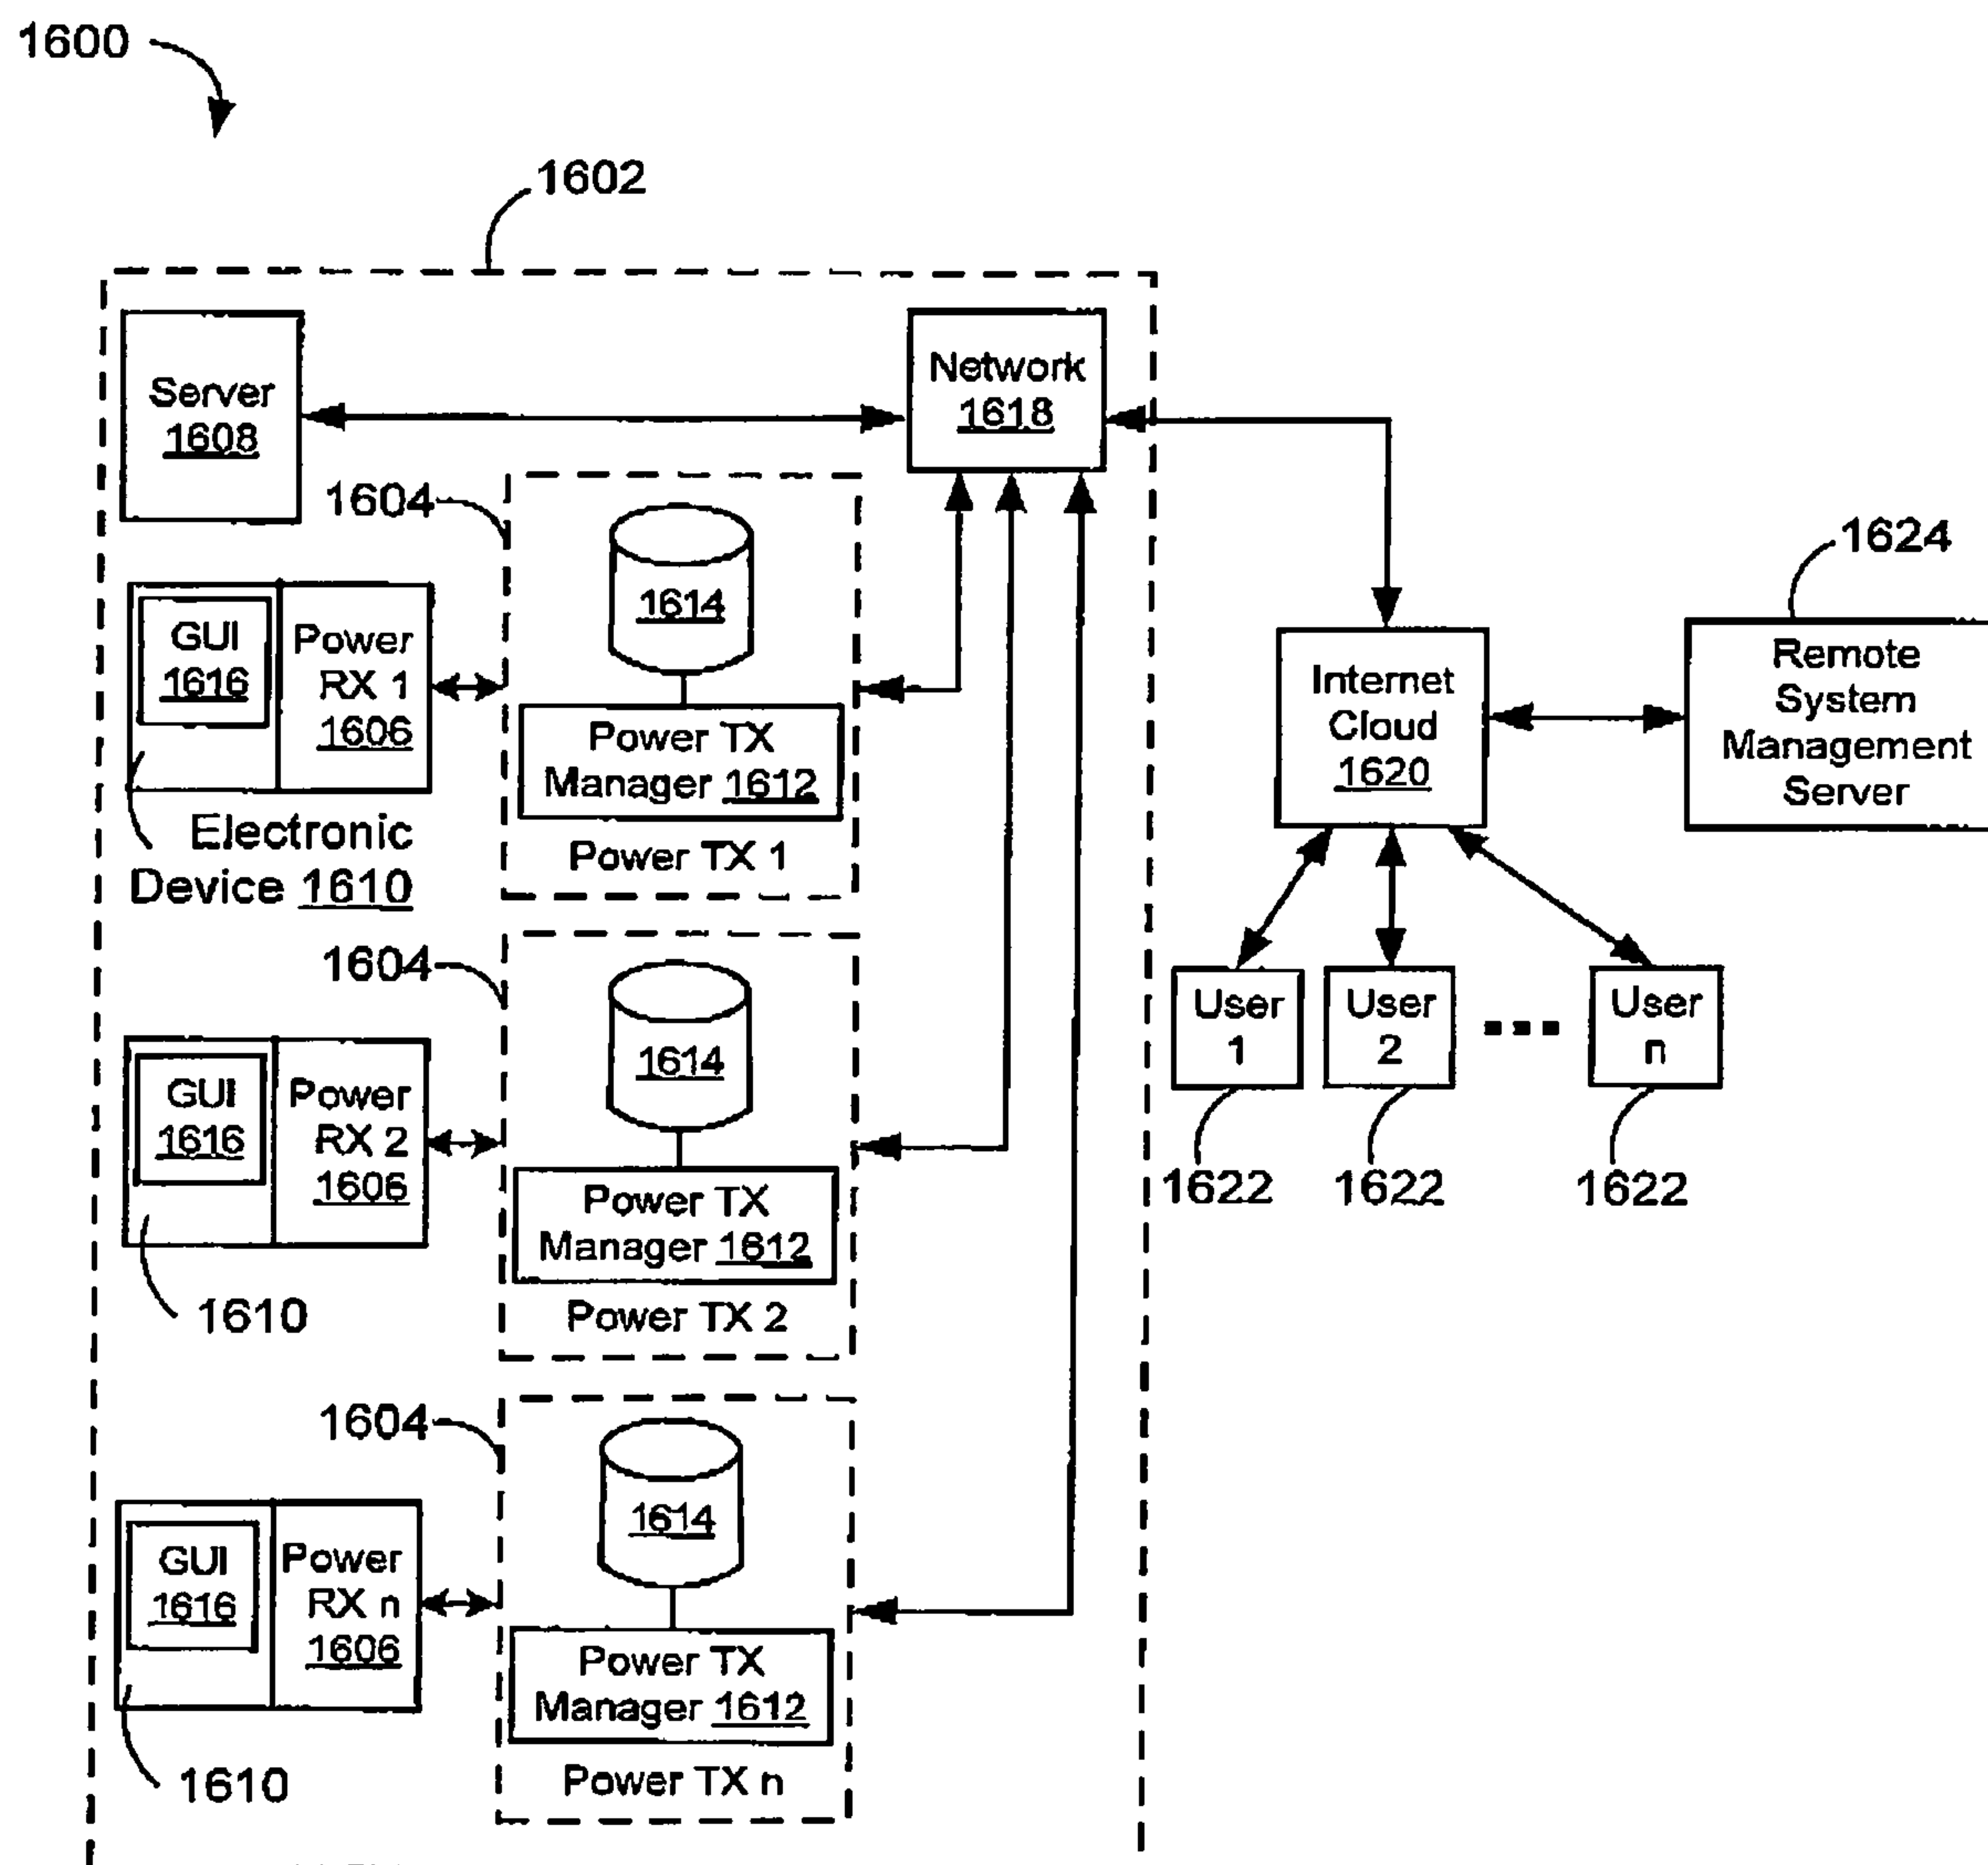 1600
1602
Server
1608
Network
1618
1604
1614
GUI
1616
Power
RX 1
1606
Power TX
Manager 1612
Power TX 1
Electronic
Device 1610
1604
1614
GUI
1616
Power
RX 2
1606
Power TX
Manager 1612
Power TX 2
1610
1604
1614
GUI
1616
Power
RX n
1606
Power TX
Manager 1612
Power TX n
1610
Internet
Cloud
1620
1624
Remote
System
Management
Server
User
1
User
2
User
n
1622
1622
1622